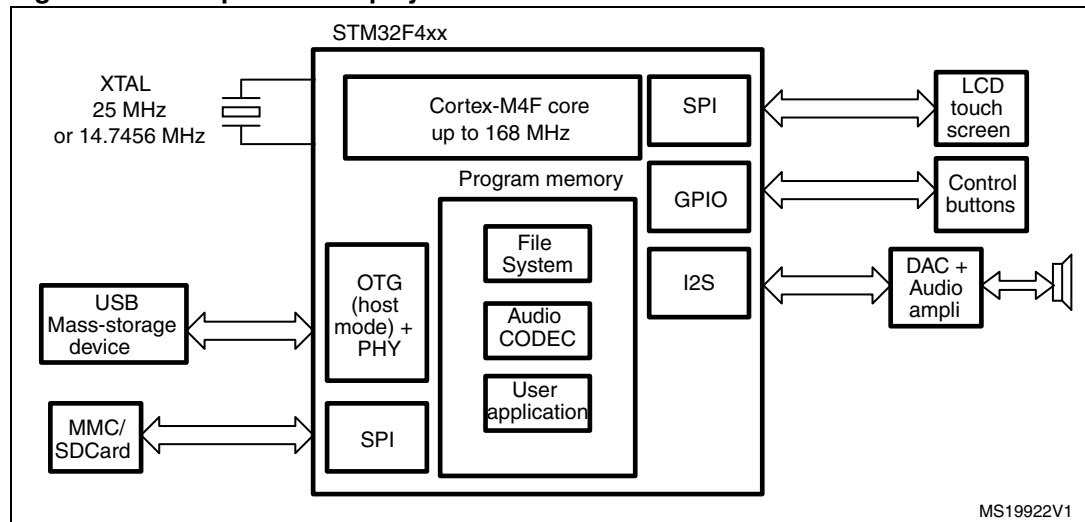 STM32F4xx
XTAL
25 MHz
or 14.7456 MHz
Cortex-M4F core
up to 168 MHz
SPI
LCD
touch
screen
Program memory
GPIO
Control
buttons
File
System
OTG
(host
mode) +
PHY
I2S
DAC +
Audio
ampli
USB
Mass-storage
device
Audio
CODEC
User
application
MMC/
SDCard
SPI
MS19922V1